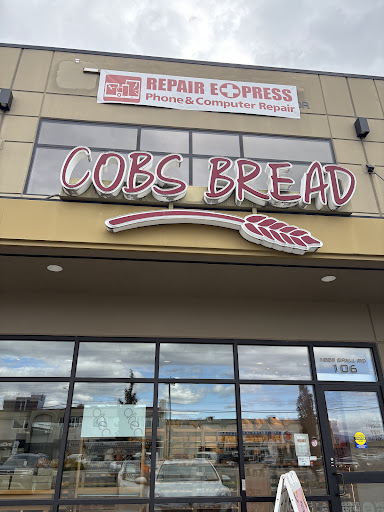 REPAIR EXPRESS
Phone & Computer Repair
COBS BREAD
106